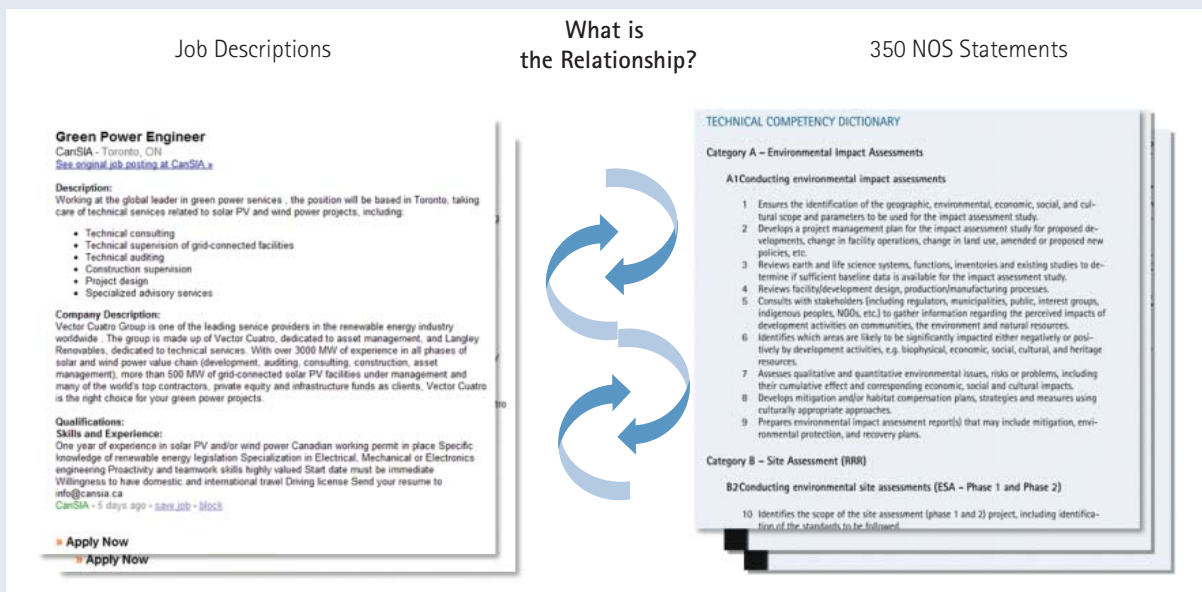 Job Descriptions
What is
the Relationship?
350 NOS Statements
Green Power Engineer
CanSIA - Toronto, ON
See original job posting at CanSIA »
Description:
Working at the global leader in green power services , the position will be based in Toronto, taking
care of technical services related to solar PV and wind power projects, including:
• Technical consulting
• Technical supervision of grid-connected facilities
• Technical auditing
• Construction supervision
• Project design
• Specialized advisory services
Company Description:
Vector Cuatro Group is one of the leading service providers in the renewable energy industry
worldwide . The group is made up of Vector Cuatro, dedicated to asset management, and Langley
Renovables, dedicated to technical services. With over 3000 MW of experience in all phases of
solar and wind power value chain (development, auditing, consulting, construction, asset
management), more than 500 MW of grid-connected solar PV facilities under management and
many of the world's top contractors, private equity and infrastructure funds as clients, Vector Cuatro
is the right choice for your green power projects.
Qualifications:
Skills and Experience:
One year of experience in solar PV and/or wind power Canadian working permit in place Specific
knowledge of renewable energy legislation Specialization in Electrical, Mechanical or Electronics
engineering Proactivity and teamwork skills highly valued Start date must be immediate
Willingness to have domestic and international travel Driving license Send your resume to
info@cansia.ca
CanSIA - 5 days ago - save job - block
» Apply Now
» Apply Now
TECHNICAL COMPETENCY DICTIONARY
Category A – Environmental Impact Assessments
A1Conducting environmental impact assessments
1 Ensures the identification of the geographic, environmental, economic, social, and cul-
tural scope and parameters to be used for the impact assessment study.
2 Develops a project management plan for the impact assessment study for proposed de-
velopments, change in facility operations, change in land use, amended or proposed new
policies, etc.
3 Reviews earth and life science systems, functions, inventories and existing studies to de-
termine if sufficient baseline data is available for the impact assessment study.
4 Reviews facility/development design, production/manufacturing processes.
5 Consults with stakeholders (including regulators, municipalities, public, interest groups,
indigenous peoples, NGOs, etc.) to gather information regarding the perceived impacts of
development activities on communities, the environment and natural resources.
6 Identifies which areas are likely to be significantly impacted either negatively or posi-
tively by development activities, e.g. biophysical, economic, social, cultural, and heritage
resources.
7 Assesses qualitative and quantitative environmental issues, risks or problems, including
their cumulative effect and corresponding economic, social and cultural impacts.
8 Develops mitigation and/or habitat compensation plans, strategies and measures using
culturally appropriate approaches.
9 Prepares environmental impact assessment report(s) that may include mitigation, envi-
ronmental protection, and recovery plans.
Category B – Site Assessment (RRR)
B2Conducting environmental site assessments (ESA – Phase 1 and Phase 2)
10 Identifies the scope of the site assessment (phase 1 and 2) project, including identifica-
tion of the standards to be followed.